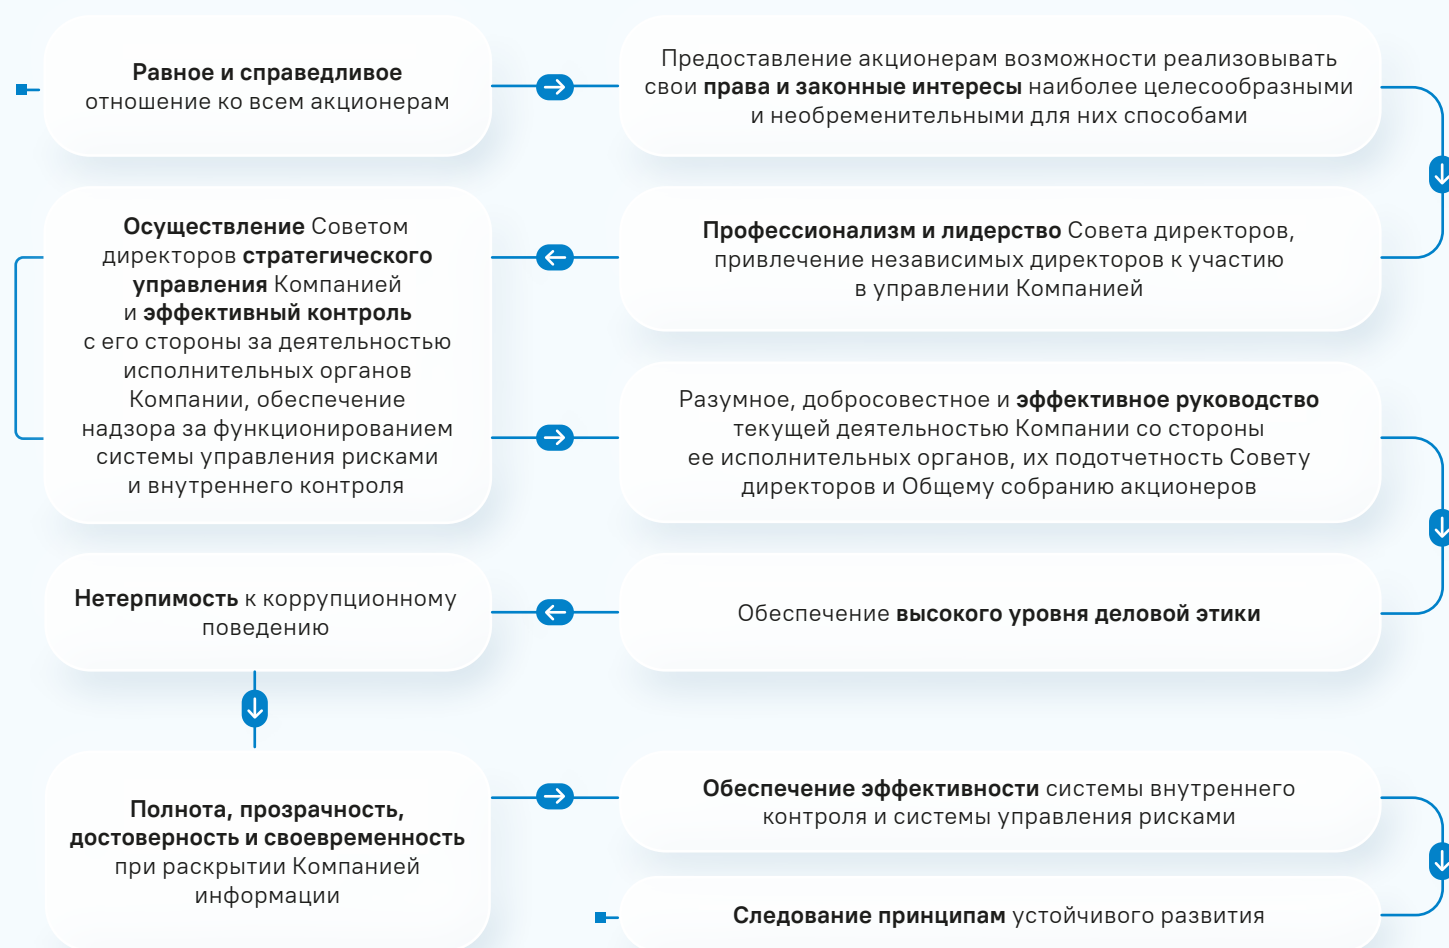 Равное и справедливое
отношение ко всем акционерам
Предоставление акционерам возможности реализовывать
свои права и законные интересы наиболее целесообразными
и необременительными для них способами
Профессионализм и лидерство Совета директоров,
привлечение независимых директоров к участию
в управлении Компанией
Осуществление Советом
директоров стратегического
управления Компанией
и эффективный контроль
с его стороны за деятельностью
исполнительных органов
Компании, обеспечение
надзора за функционированием
системы управления рисками
и внутреннего контроля
Разумное, добросовестное и эффективное руководство
текущей деятельностью Компании со стороны
ее исполнительных органов, их подотчетность Совету
директоров и Общему собранию акционеров
Обеспечение высокого уровня деловой этики
Нетерпимость к коррупционному
поведению
Полнота, прозрачность,
достоверность и своевременность
при раскрытии Компанией
информации
Обеспечение эффективности системы внутреннего
контроля и системы управления рисками
Следование принципам устойчивого развития